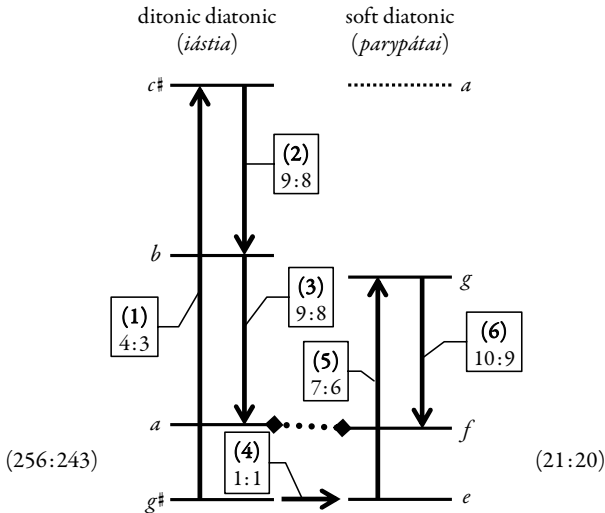 ditonic diatonic
(iástia)
soft diatonic
(parypátai)
c♯
a
(2)
9:8
b
g
(1)
4:3
(3)
9:8
(5)
7:6
(6)
10:9
a
f
(256:243)
(4)
1:1
(21:20)
g♯
e